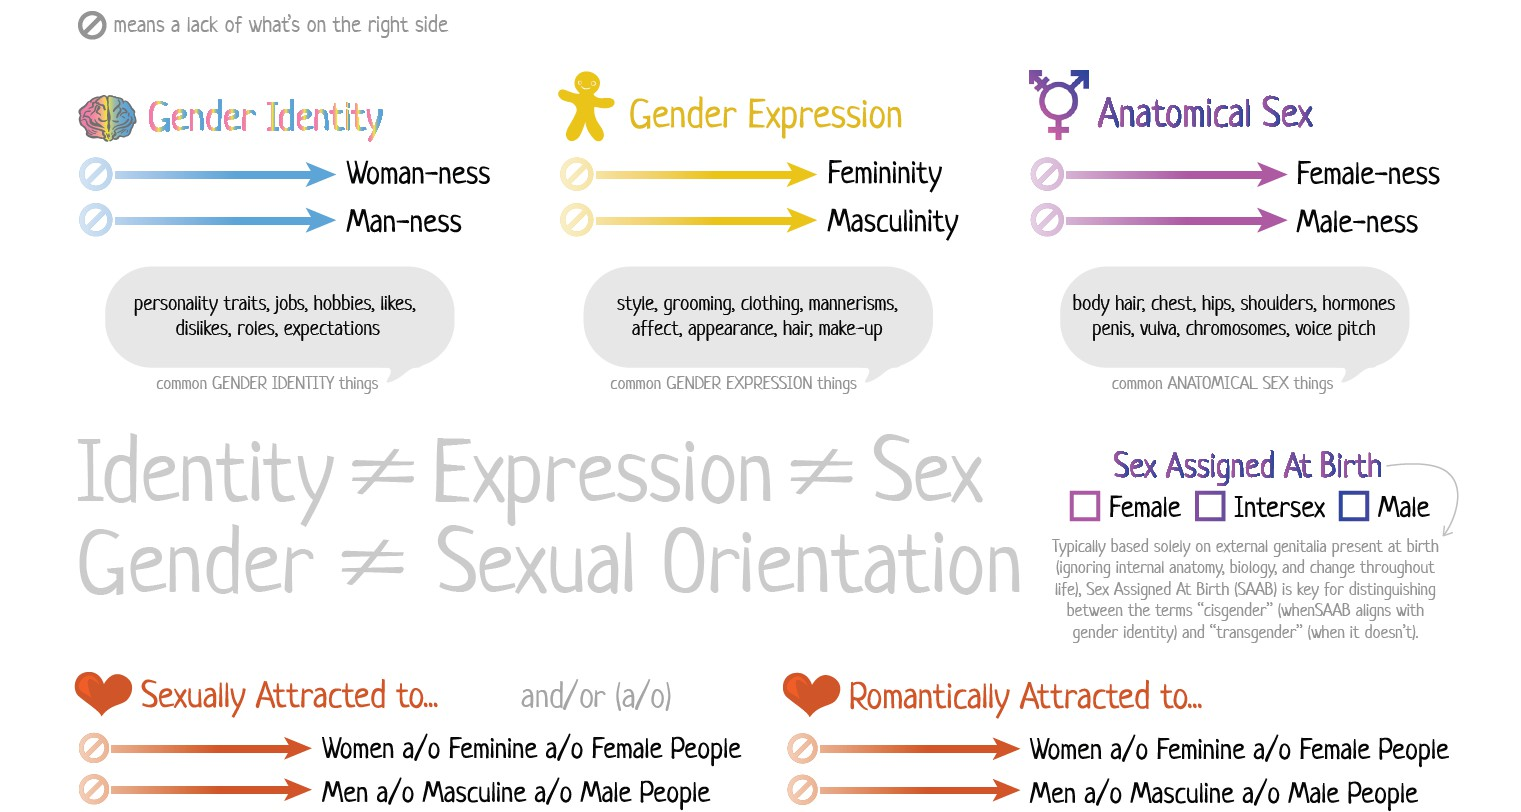 means a lack of what's on the right side
Gender Identity
Woman-ness
Man-ness
personality traits, jobs, hobbies, likes,
dislikes, roles, expectations
common GENDER IDENTITY things
Gender Expression
Femininity
Masculinity
style, grooming, clothing, mannerisms,
affect, appearance, hair, make-up
common GENDER EXPRESSION things
Anatomical Sex
Female-ness
Male-ness
body hair, chest, hips, shoulders, hormones
penis, vulva, chromosomes, voice pitch
common ANATOMICAL SEX things
Identity ≠ Expression ≠ Sex
Gender ≠ Sexual Orientation
Sex Assigned At Birth
Female Intersex Male
Typically based solely on external genitalia present at birth
(ignoring internal anatomy, biology, and change throughout
life), Sex Assigned At Birth (SAAB) is key for distinguishing
between the terms “cisgender” (whenSAAB aligns with
gender identity) and “transgender” (when it doesn't).
Sexually Attracted to...
and/or (a/o)
Women a/o Feminine a/o Female People
Men a/o Masculine a/o Male People
Romantically Attracted to...
Women a/o Feminine a/o Female People
Men a/o Masculine a/o Male People